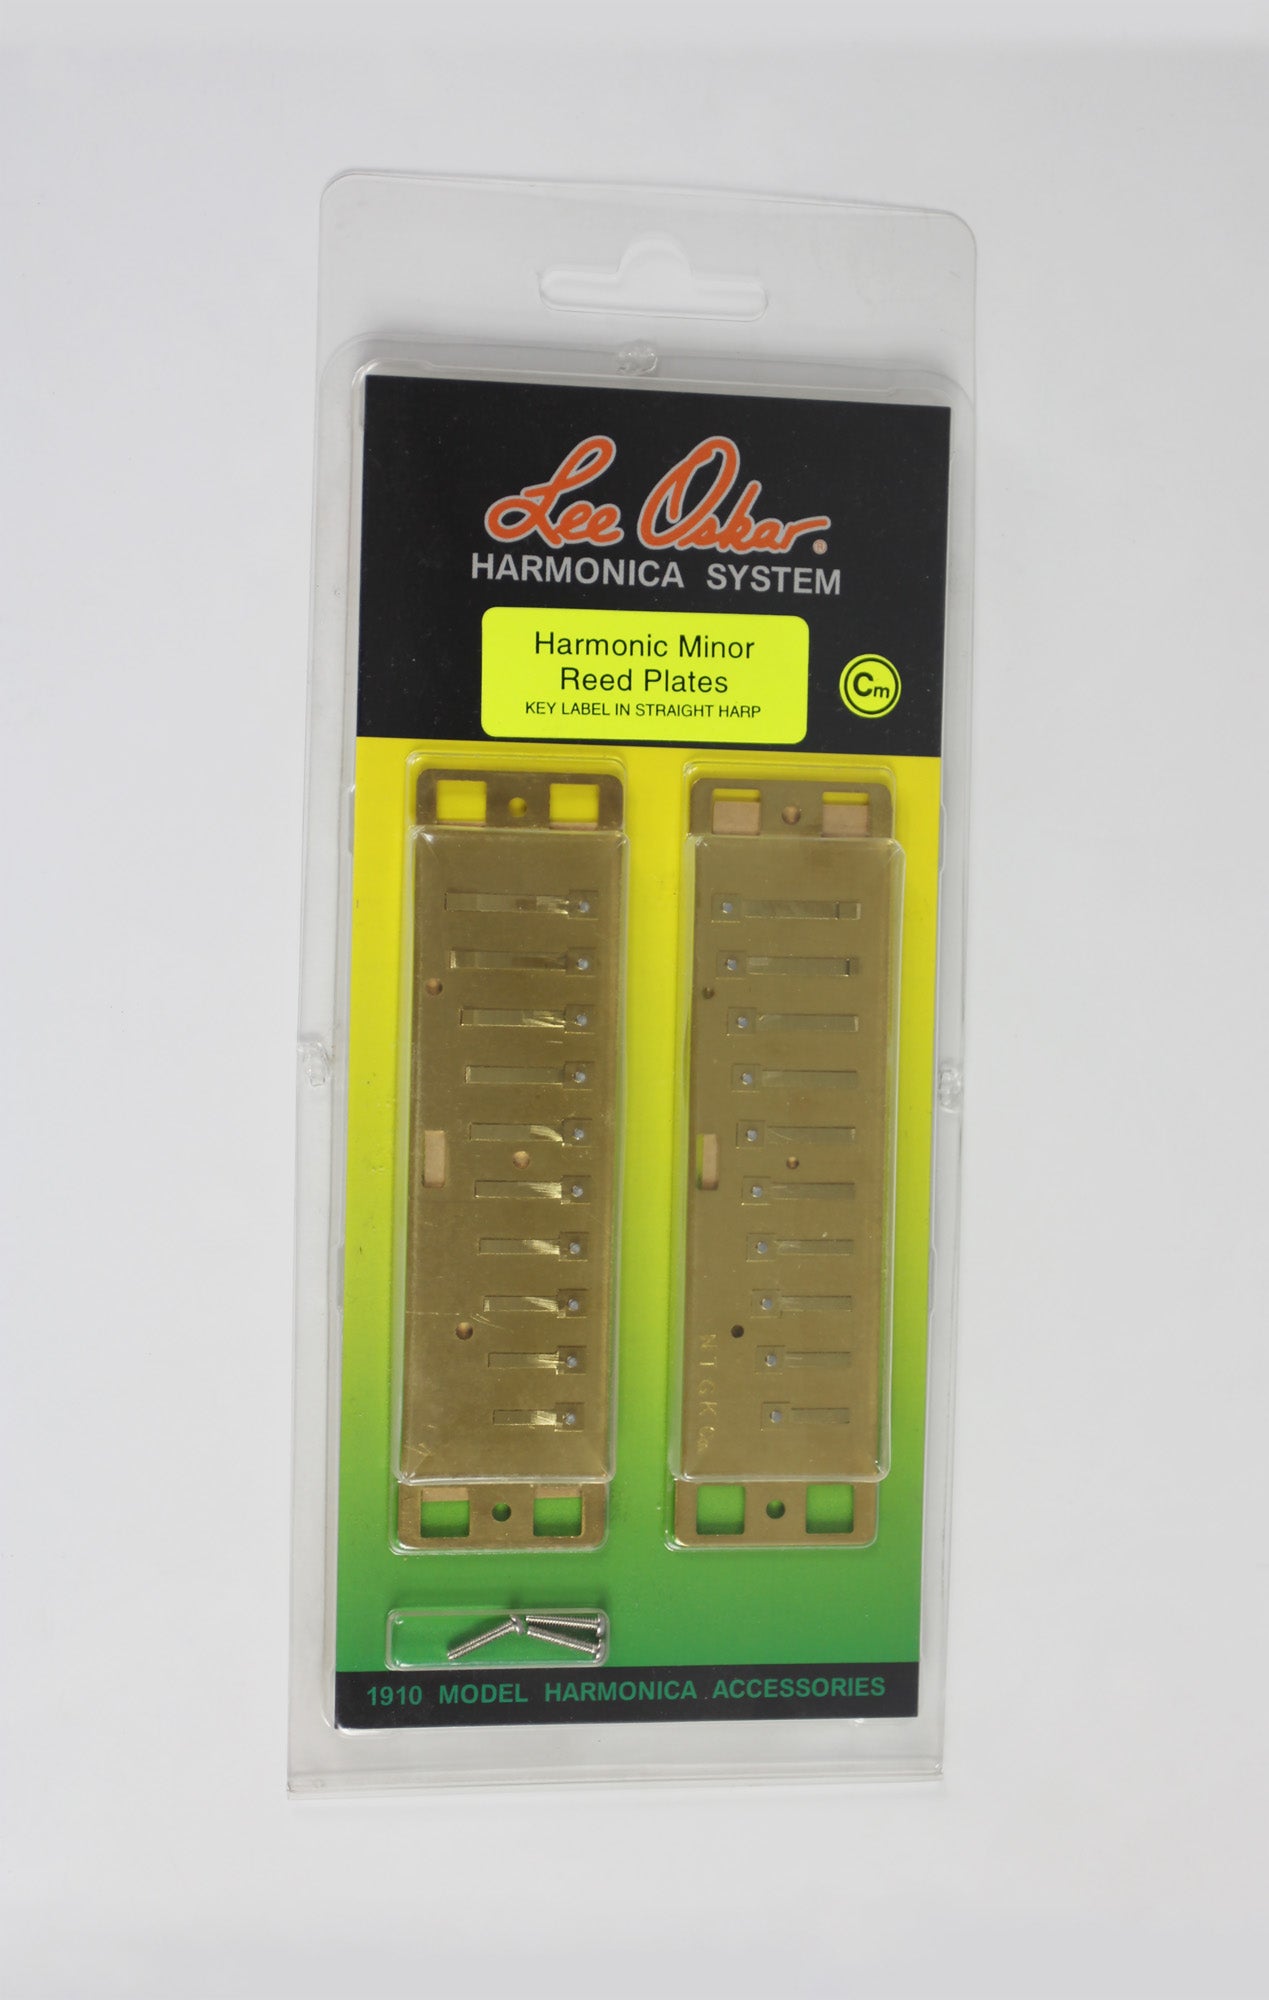 Lee Oskar®
HARMONICA SYSTEM
Harmonic Minor
Reed Plates
KEY LABEL IN STRAIGHT HARP
Cm
1910 MODEL HARMONICA ACCESSORIES